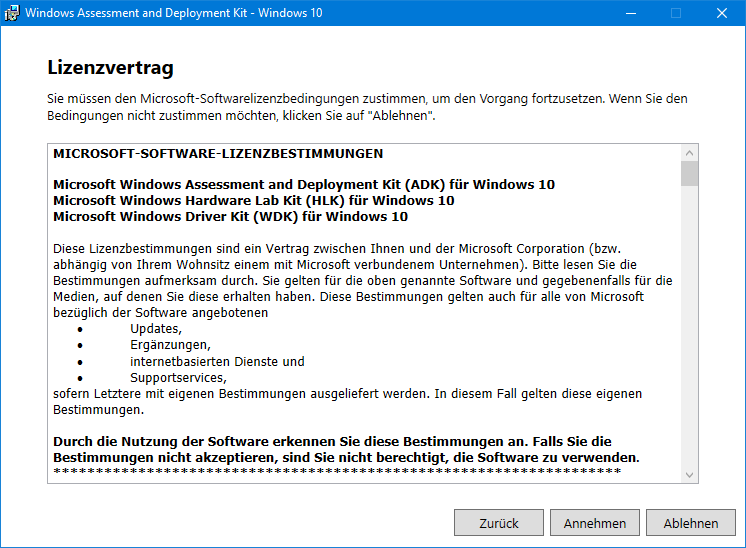 Windows Assessment and Deployment Kit - Windows 10
Lizenzvertrag
Sie müssen den Microsoft-Softwarelizenzbedingungen zustimmen, um den Vorgang fortzusetzen. Wenn Sie den
Bedingungen nicht zustimmen möchten, klicken Sie auf "Ablehnen".
MICROSOFT-SOFTWARE-LIZENZBESTIMMUNGEN
Microsoft Windows Assessment and Deployment Kit (ADK) für Windows 10
Microsoft Windows Hardware Lab Kit (HLK) für Windows 10
Microsoft Windows Driver Kit (WDK) für Windows 10
Diese Lizenzbestimmungen sind ein Vertrag zwischen Ihnen und der Microsoft Corporation (bzw.
abhängig von Ihrem Wohnsitz einem mit Microsoft verbundenem Unternehmen). Bitte lesen Sie die
Bestimmungen aufmerksam durch. Sie gelten für die oben genannte Software und gegebenenfalls für die
Medien, auf denen Sie diese erhalten haben. Diese Bestimmungen gelten auch für alle von Microsoft
bezüglich der Software angebotenen
• Updates,
• Ergänzungen,
• internetbasierten Dienste und
• Supportservices,
sofern Letztere mit eigenen Bestimmungen ausgeliefert werden. In diesem Fall gelten diese eigenen
Bestimmungen.
Durch die Nutzung der Software erkennen Sie diese Bestimmungen an. Falls Sie die
Bestimmungen nicht akzeptieren, sind Sie nicht berechtigt, die Software zu verwenden.
*******************************************************************
Zurück
Annehmen
Ablehnen